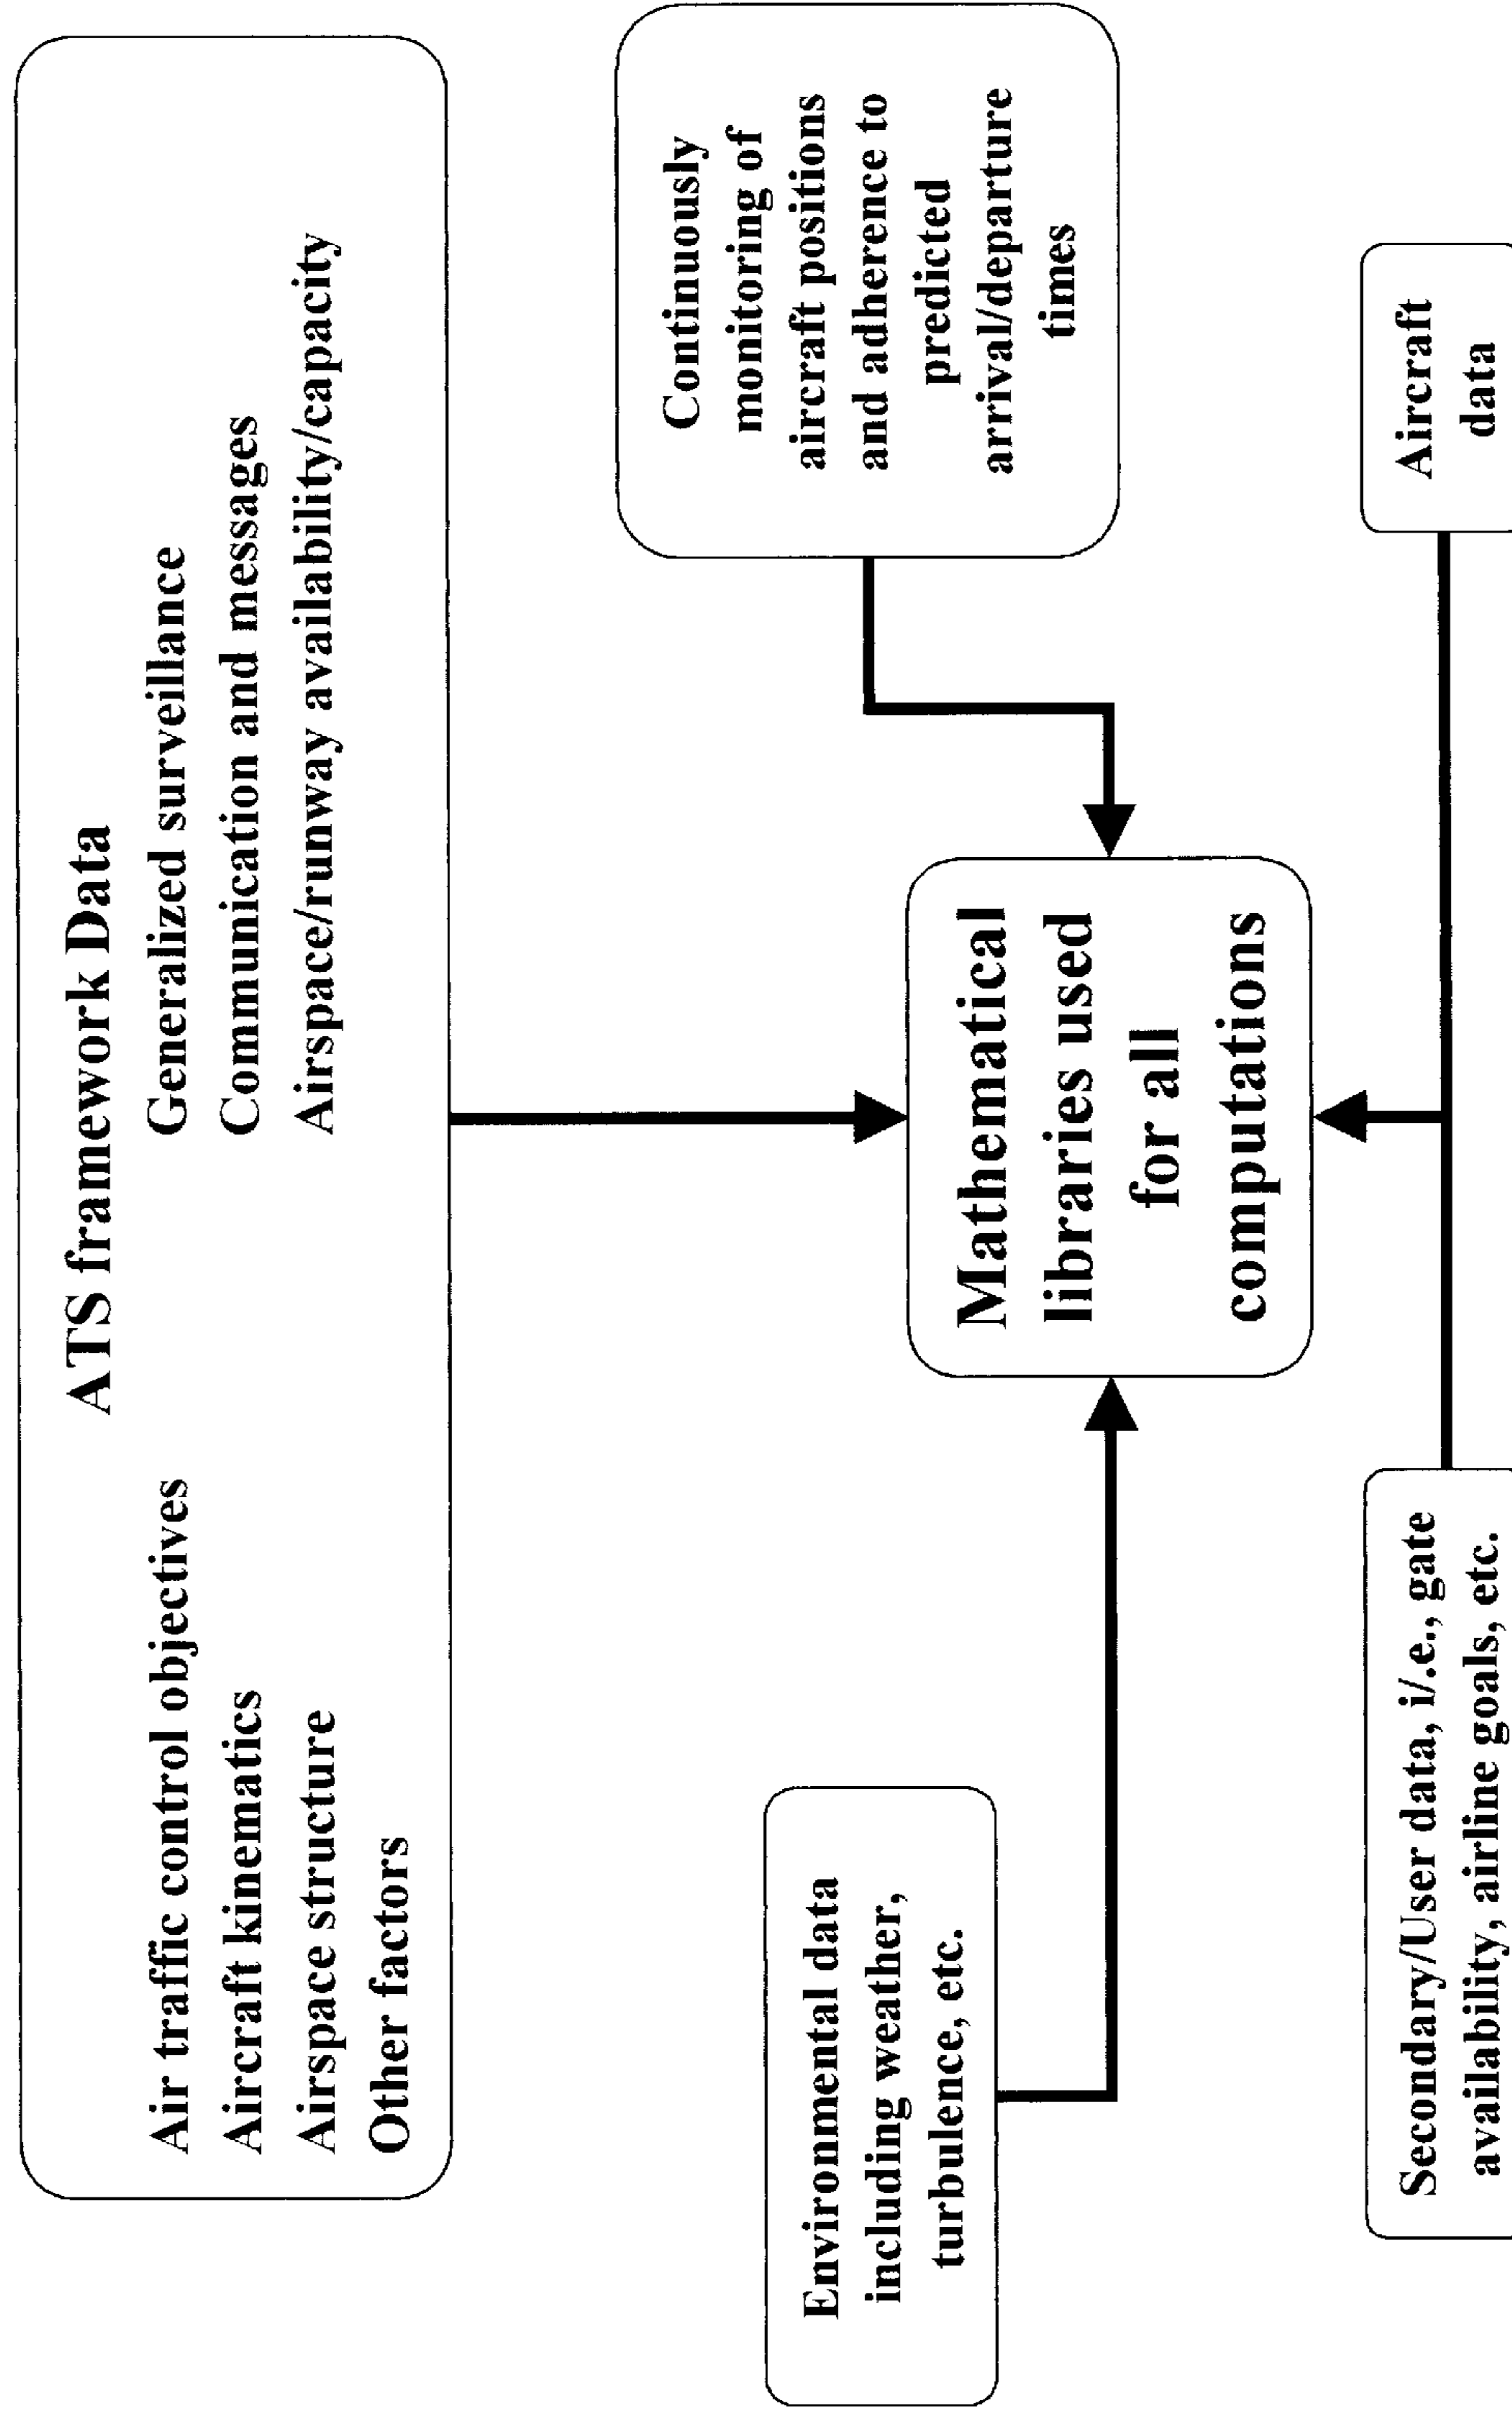 ATS framework Data
Air traffic control objectives
Aircraft kinematics
Airspace structure
Other factors
Generalized surveillance
Communication and messages
Airspace/runway availability/capacity
Environmental data
including weather,
turbulence, etc.
Continuously
monitoring of
aircraft positions
and adherence to
predicted
arrival/departure
times
Mathematical
libraries used
for all
computations
Secondary/User data, i/.e., gate
availability, airline goals, etc.
Aircraft
data